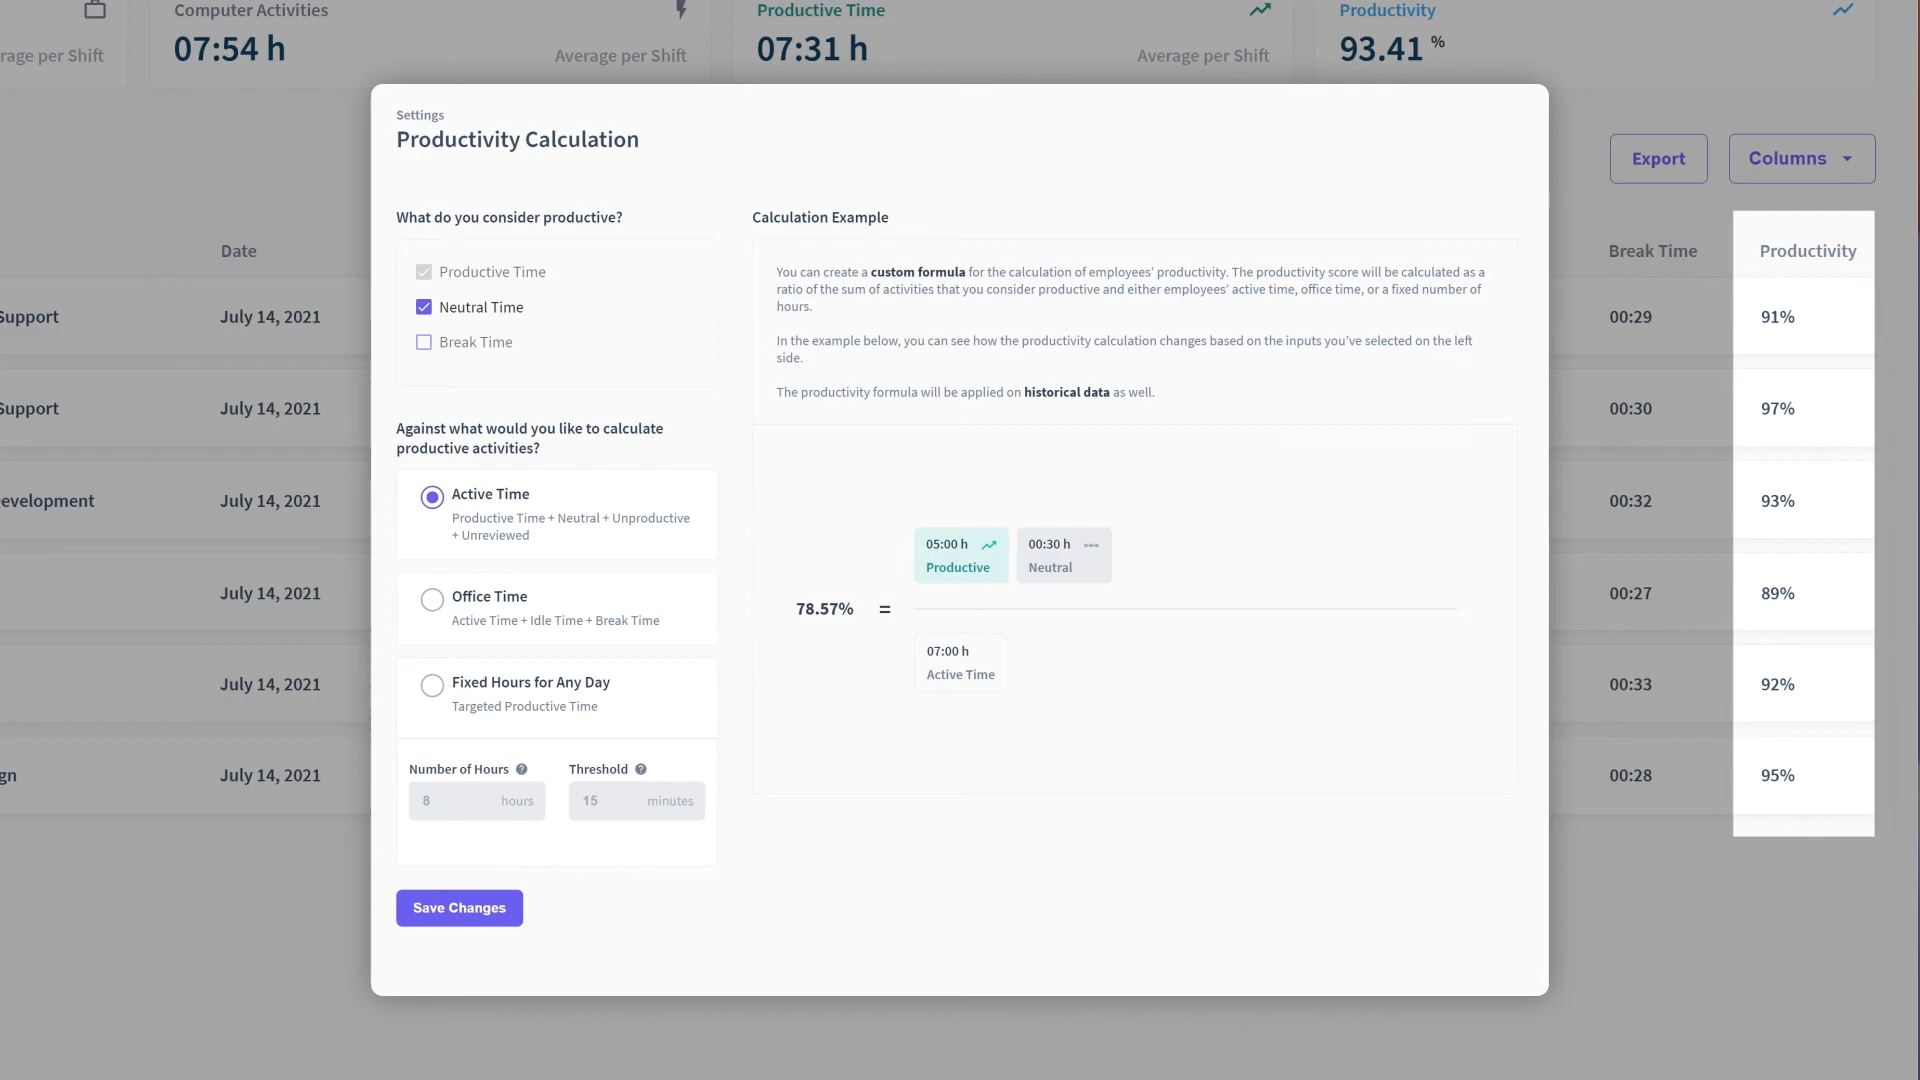 Computer Activities
Productive Time
Productivity
rage per Shift
07:54 h
Average per Shift
07:31 h
Average per Shift
93.41 %
Settings
Productivity Calculation
Export
Columns
What do you consider productive?
Productive Time
Neutral Time
Break Time
Against what would you like to calculate
productive activities?
Active Time
Productive Time + Neutral + Unproductive
+ Unreviewed
Office Time
Active Time + Idle Time + Break Time
Fixed Hours for Any Day
Targeted Productive Time
Number of Hours
Threshold
8 hours
15 minutes
Save Changes
Calculation Example
You can create a custom formula for the calculation of employees' productivity. The productivity score will be calculated as a
ratio of the sum of activities that you consider productive and either employees' active time, office time, or a fixed number of
hours.
In the example below, you can see how the productivity calculation changes based on the inputs you've selected on the left
side.
The productivity formula will be applied on historical data as well.
05:00 h
Productive
00:30 h
Neutral
78.57% =
07:00 h
Active Time
Date
Break Time
Productivity
Support
July 14, 2021
00:29
91%
Support
July 14, 2021
00:30
97%
evelopment
July 14, 2021
00:32
93%
July 14, 2021
00:27
89%
July 14, 2021
00:33
92%
gn
July 14, 2021
00:28
95%